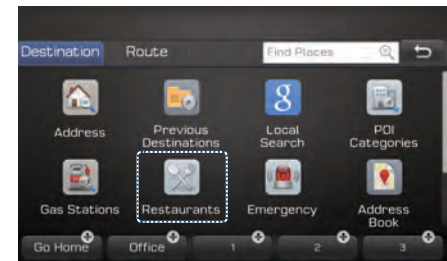 Destination Route Find Places
Address
Previous Destinations
Local Search
POI Categories
Gas Stations
Restaurants
Emergency
Address Book
Go Home Office 1 2 3